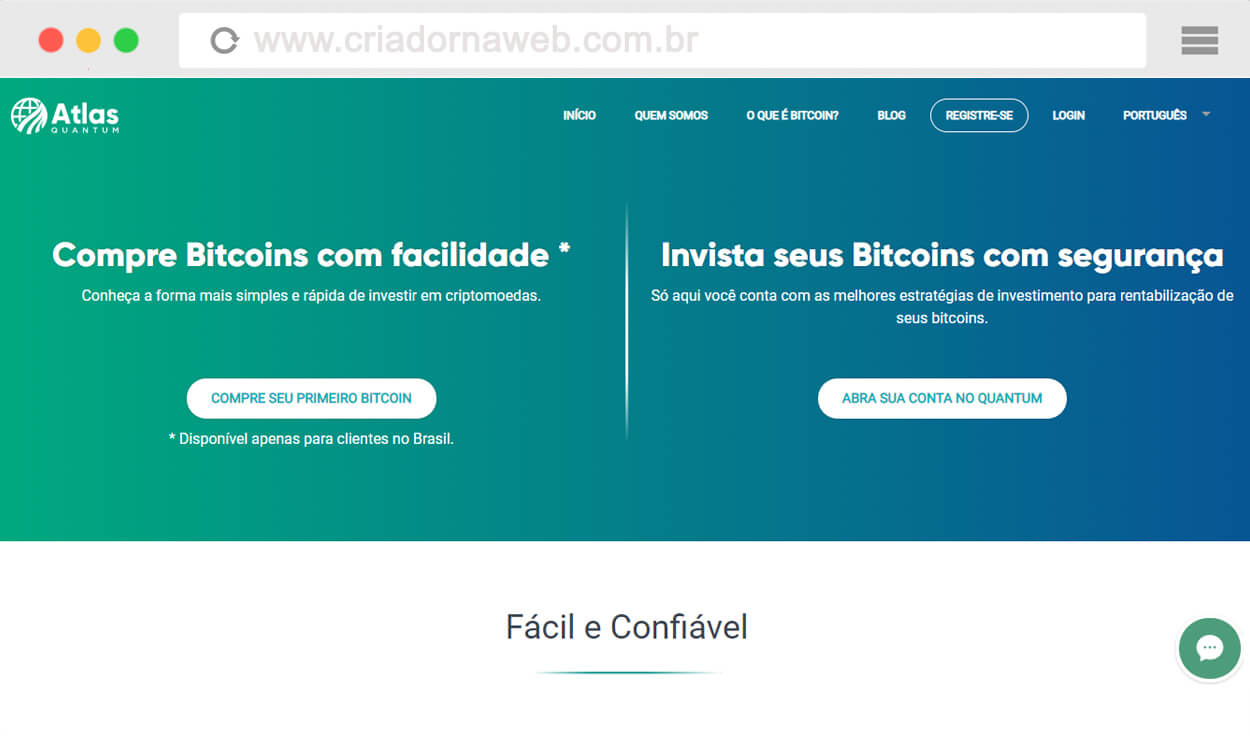 www.criadornaweb.com.br
Atlas
QUANTUM
INÍCIO QUEM SOMOS O QUE É BITCOIN? BLOG REGISTRE-SE LOGIN PORTUGUÊS
Compre Bitcoins com facilidade *
Conheça a forma mais simples e rápida de investir em criptomoedas.
COMPRE SEU PRIMEIRO BITCOIN
* Disponível apenas para clientes no Brasil.
Invista seus Bitcoins com segurança
Só aqui você conta com as melhores estratégias de investimento para rentabilização de
seus bitcoins.
ABRA SUA CONTA NO QUANTUM
Fácil e Confiável